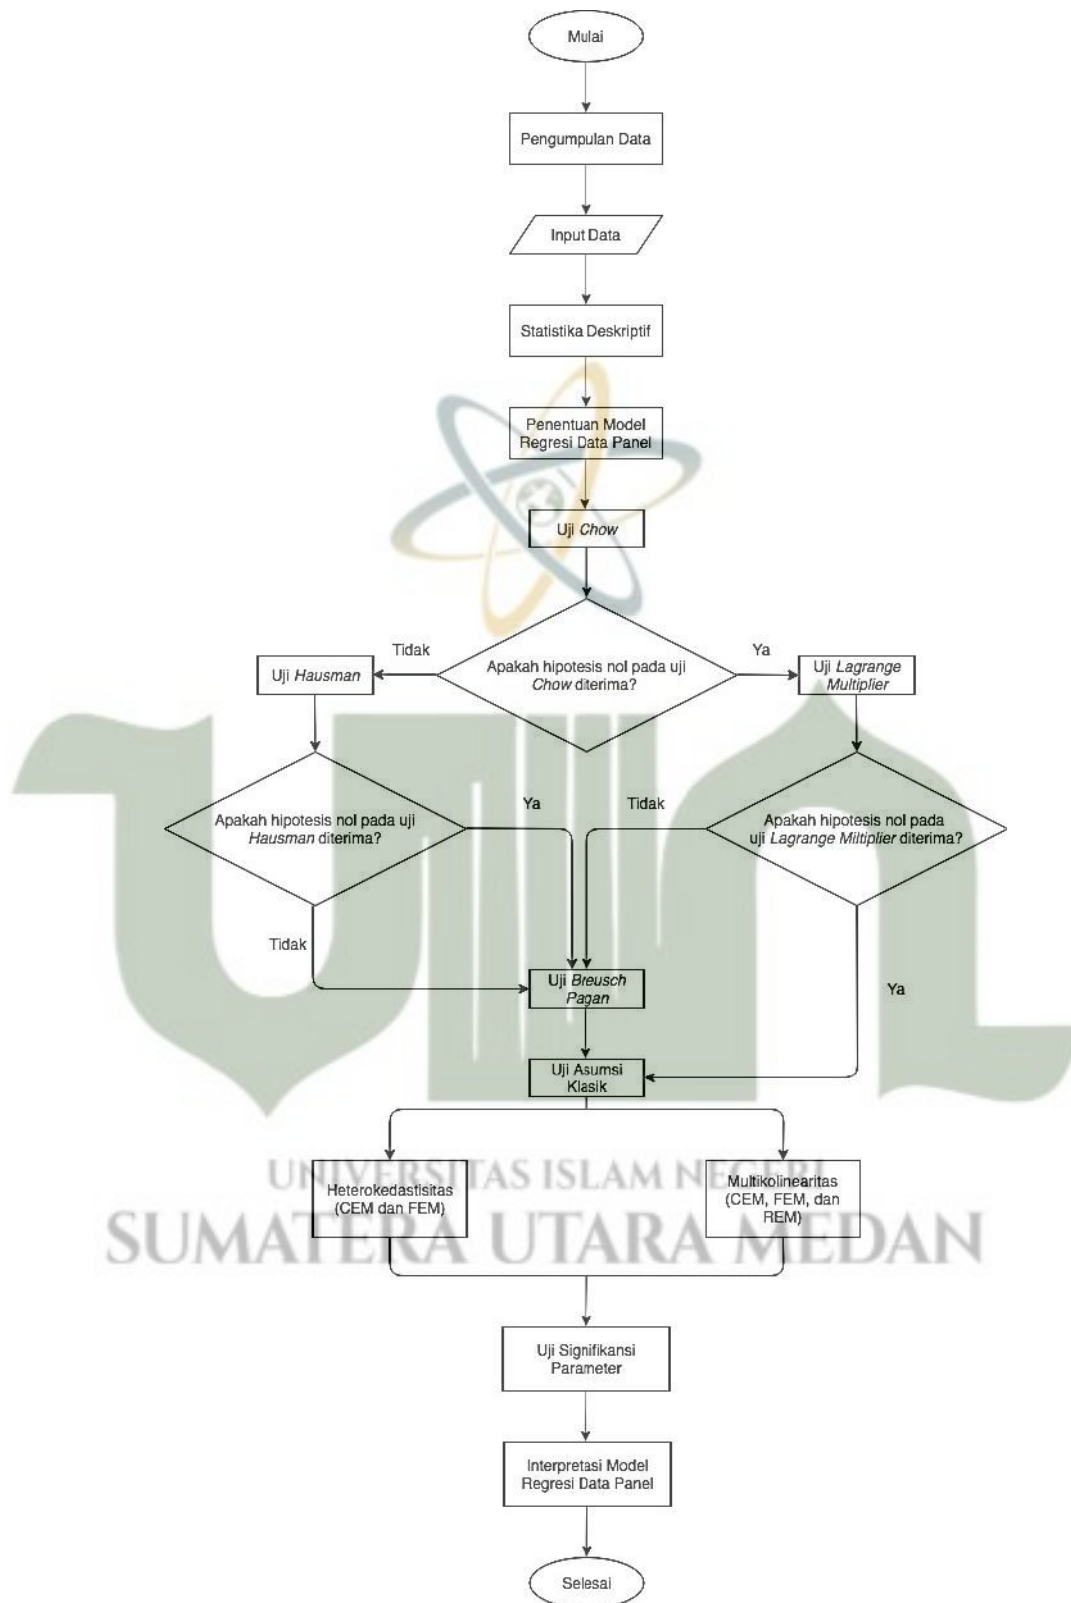 Mulai
Pengumpulan Data
Input Data
Statistika Deskriptif
Penentuan Model
Regresi Data Panel
Uji Chow
Tidak
Apakah hipotesis nol pada uji
Chow diterima?
Ya
Uji Hausman
Uji Lagrange
Multiplier
Apakah hipotesis nol pada uji
Hausman diterima?
Ya
Tidak
Apakah hipotesis nol pada
uji Lagrange Miltiplier diterima?
Tidak
Uji Breusch
Pagan
Ya
Uji Asumsi
Klasik
UNIVERSITAS ISLAM NEGERI
Heterokedastisitas
(CEM dan FEM)
Multikolinearitas
(CEM, FEM, dan
REM)
SUMATERA UTARA MEDAN
Uji Signifikansi
Parameter
Interpretasi Model
Regresi Data Panel
Selesai